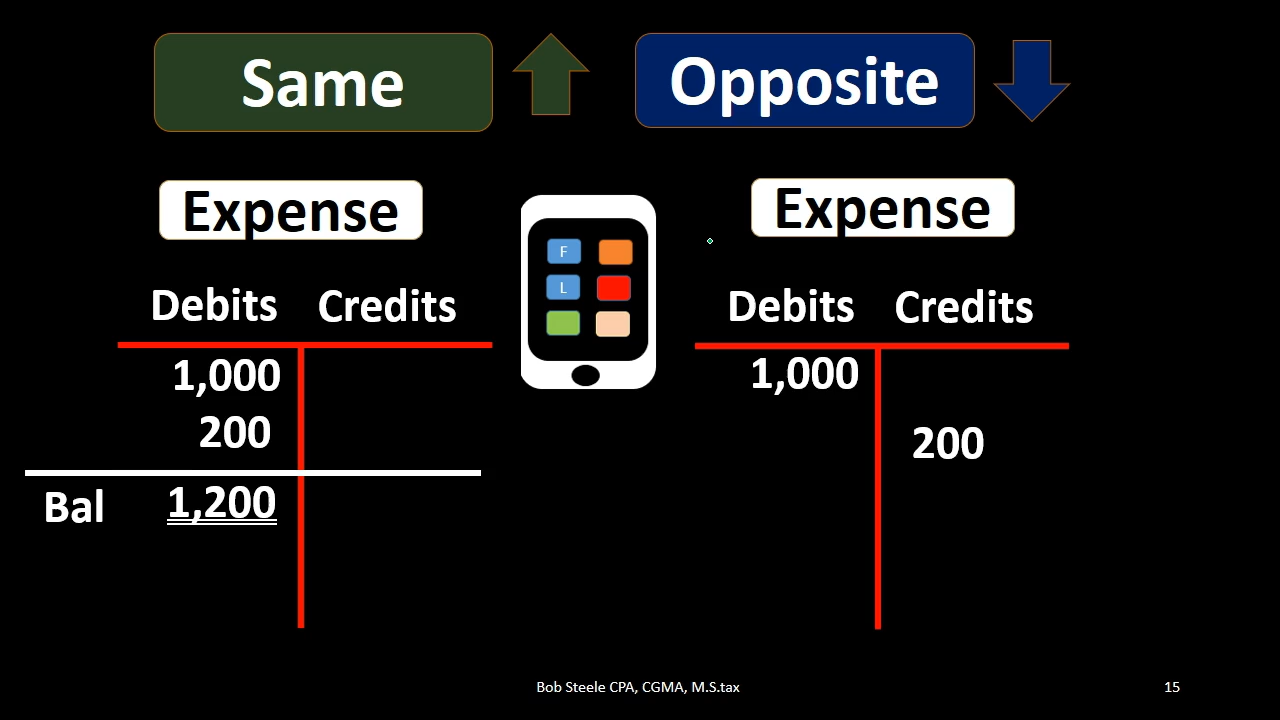 Same
Opposite
Expense
Expense
F
L
Debits Credits
Debits Credits
1,000
1,000
200
200
Bal 1,200
Bob Steele CPA, CGMA, M.S.tax
15